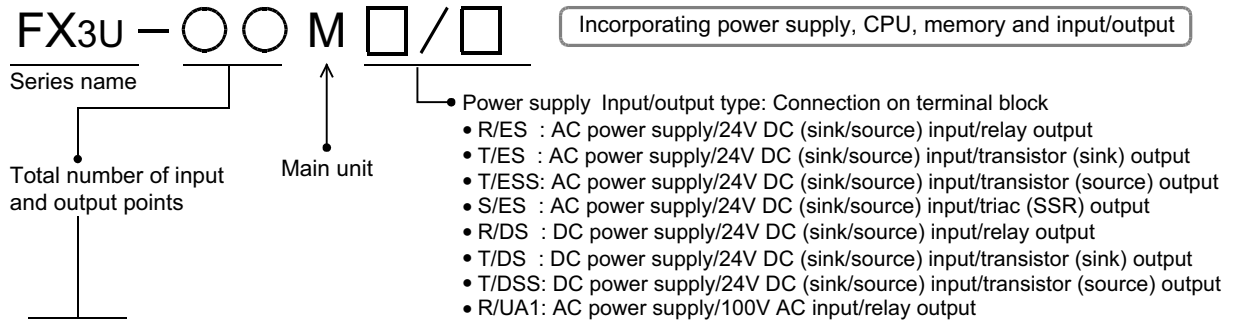 FX3U – ○○ M □/□
Incorporating power supply, CPU, memory and input/output
Series name
Power supply Input/output type: Connection on terminal block
• R/ES : AC power supply/24V DC (sink/source) input/relay output
• T/ES : AC power supply/24V DC (sink/source) input/transistor (sink) output
• T/ESS: AC power supply/24V DC (sink/source) input/transistor (source) output
• S/ES : AC power supply/24V DC (sink/source) input/triac (SSR) output
• R/DS : DC power supply/24V DC (sink/source) input/relay output
• T/DS : DC power supply/24V DC (sink/source) input/transistor (sink) output
• T/DSS: DC power supply/24V DC (sink/source) input/transistor (source) output
• R/UA1: AC power supply/100V AC input/relay output
Main unit
Total number of input
and output points